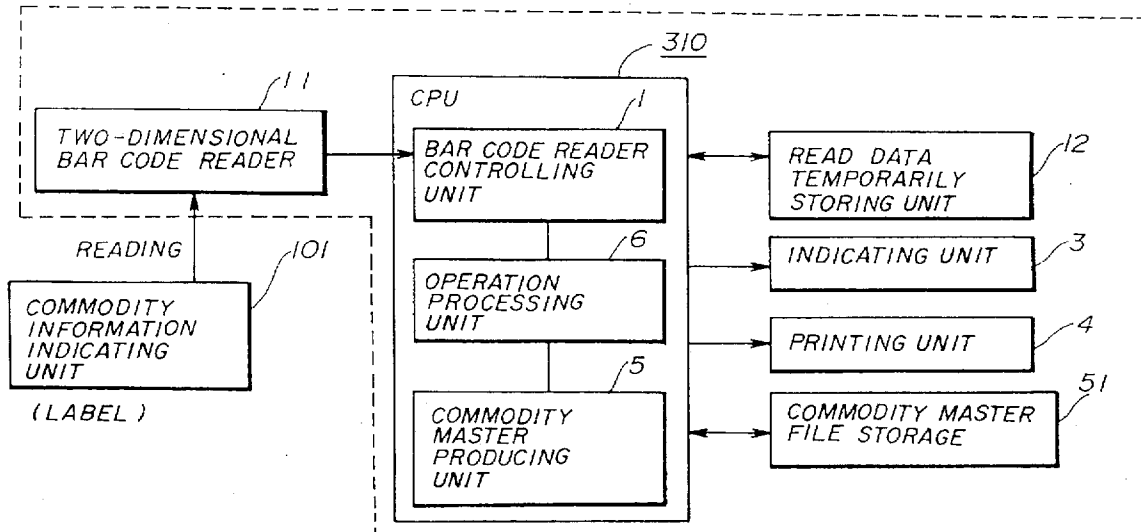 310
11
CPU
1
TWO-DIMENSIONAL
BAR CODE READER
BAR CODE READER
CONTROLLING
UNIT
12
READ DATA
TEMPORARILY
STORING UNIT
READING
101
6
3
INDICATING UNIT
COMMODITY
INFORMATION
INDICATING
UNIT
(LABEL)
OPERATION
PROCESSING
UNIT
4
PRINTING UNIT
5
51
COMMODITY
MASTER
PRODUCING
UNIT
COMMODITY MASTER
FILE STORAGE